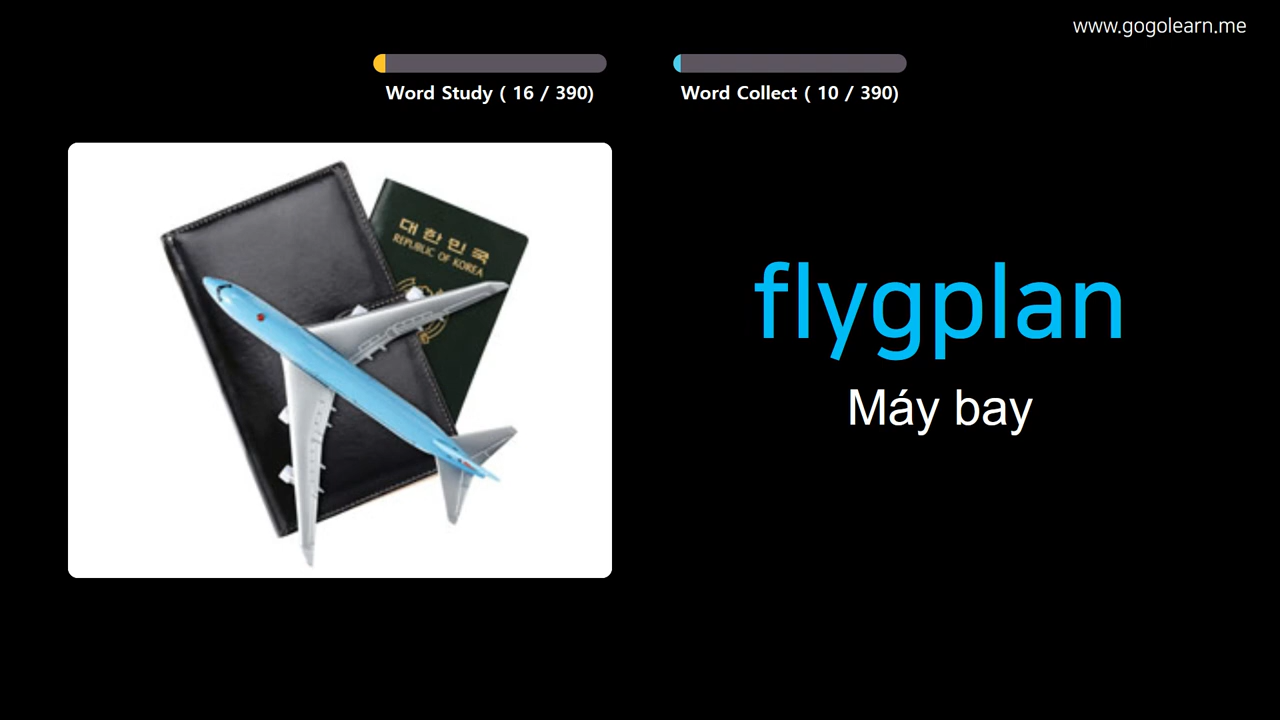 www.gogolearn.me
Word Study ( 16 / 390)
Word Collect ( 10 / 390)
대한민국
REPUBLIC OF KOREA
flygplan
Máy bay